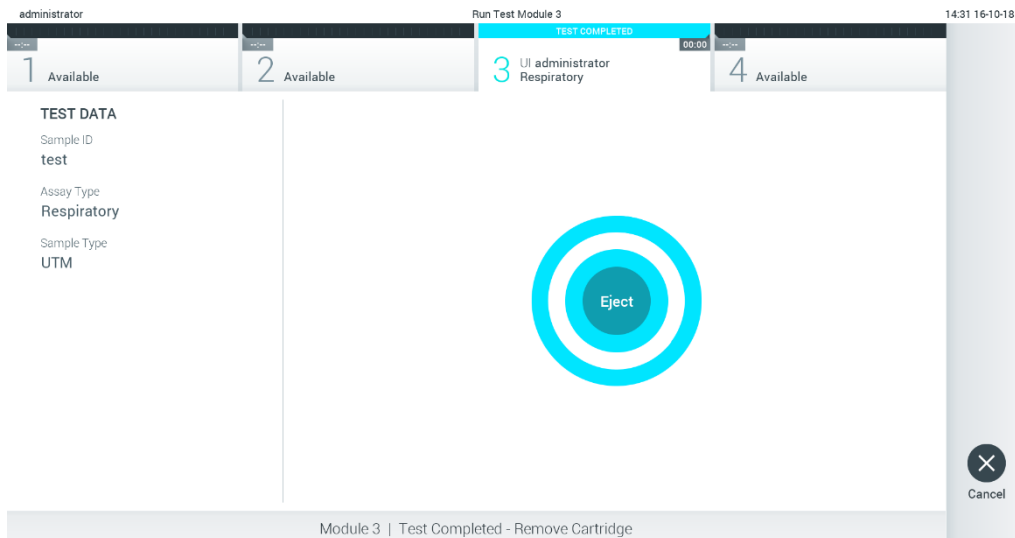 administrator
Run Test Module 3
14:31 16-10-18
TEST COMPLETED
--:--
--:--
00:00
--:--
1 Available
2 Available
3 UI administrator
Respiratory
4 Available
TEST DATA
Sample ID
test
Assay Type
Respiratory
Sample Type
UTM
Eject
Cancel
Module 3 | Test Completed - Remove Cartridge